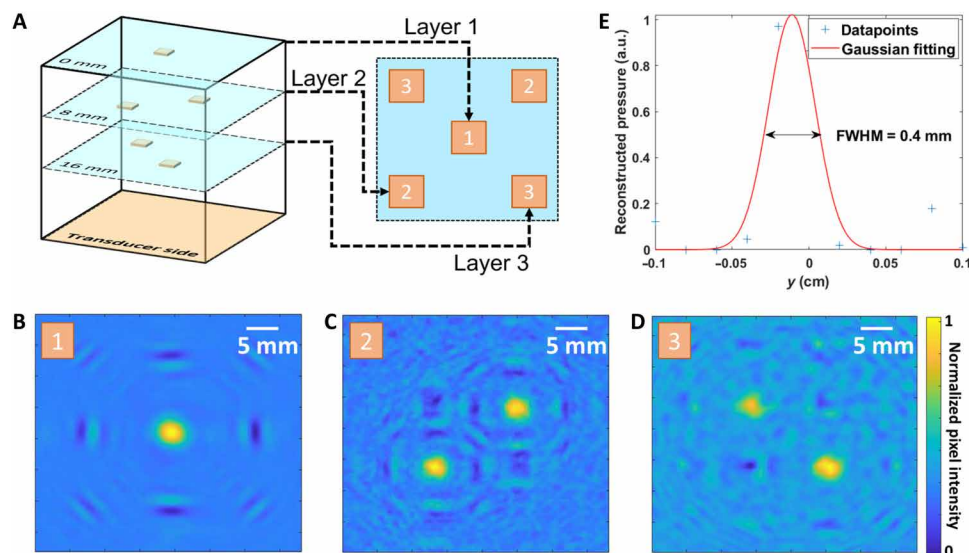 A
0 mm
8 mm
16 mm
Transducer side
Layer 1
Layer 2
Layer 3
3
2
1
2
3
E
Reconstructed pressure (a.u.)
1
0.8
0.6
0.4
0.2
0
-0.1
-0.05
0
0.05
0.1
y (cm)
Datapoints
Gaussian fitting
FWHM = 0.4 mm
B
1
5 mm
C
2
5 mm
D
3
5 mm
1
Normalized pixel intensity
0